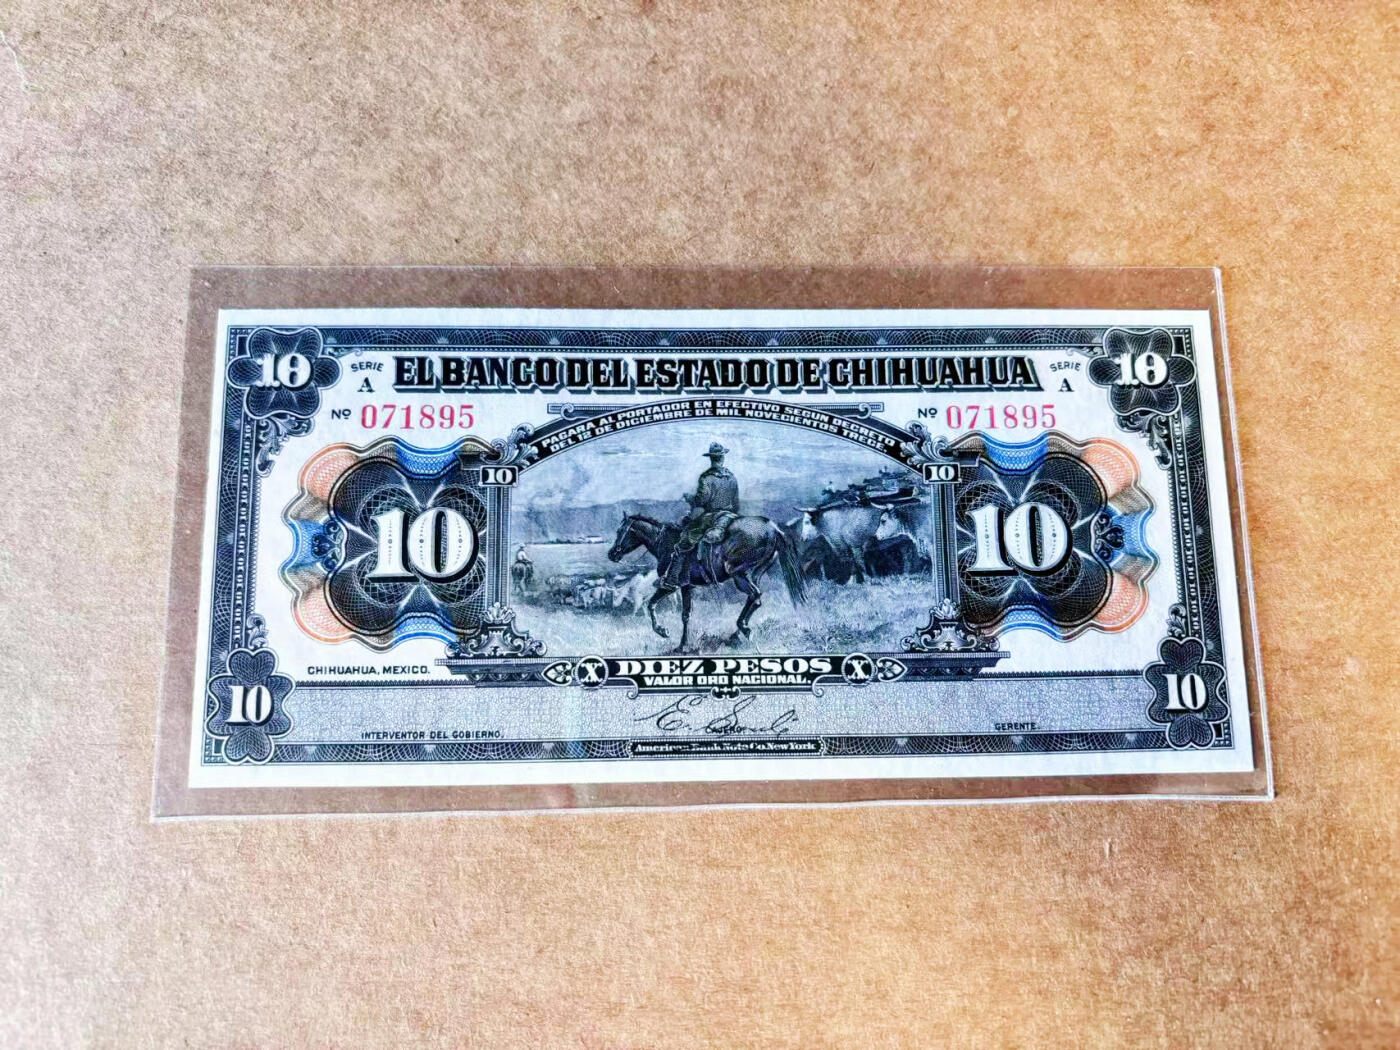 10 10
SERIE A EL BANCO DEL ESTADO DE CHIHUAHUA SERIE A
Nº 071895 Nº 071895
PAGARA AL PORTADOR EN EFECTIVO SEGUN DECRETO
DEL 12 DE DICIEMBRE DE MIL NOVECIENTOS TRECE.
10 10
10 10
CHIHUAHUA, MEXICO. X DIEZ PESOS X
VALOR ORO NACIONAL.
10 10
INTERVENTOR DEL GOBIERNO. GERENTE.
American Bank Note Co. New York